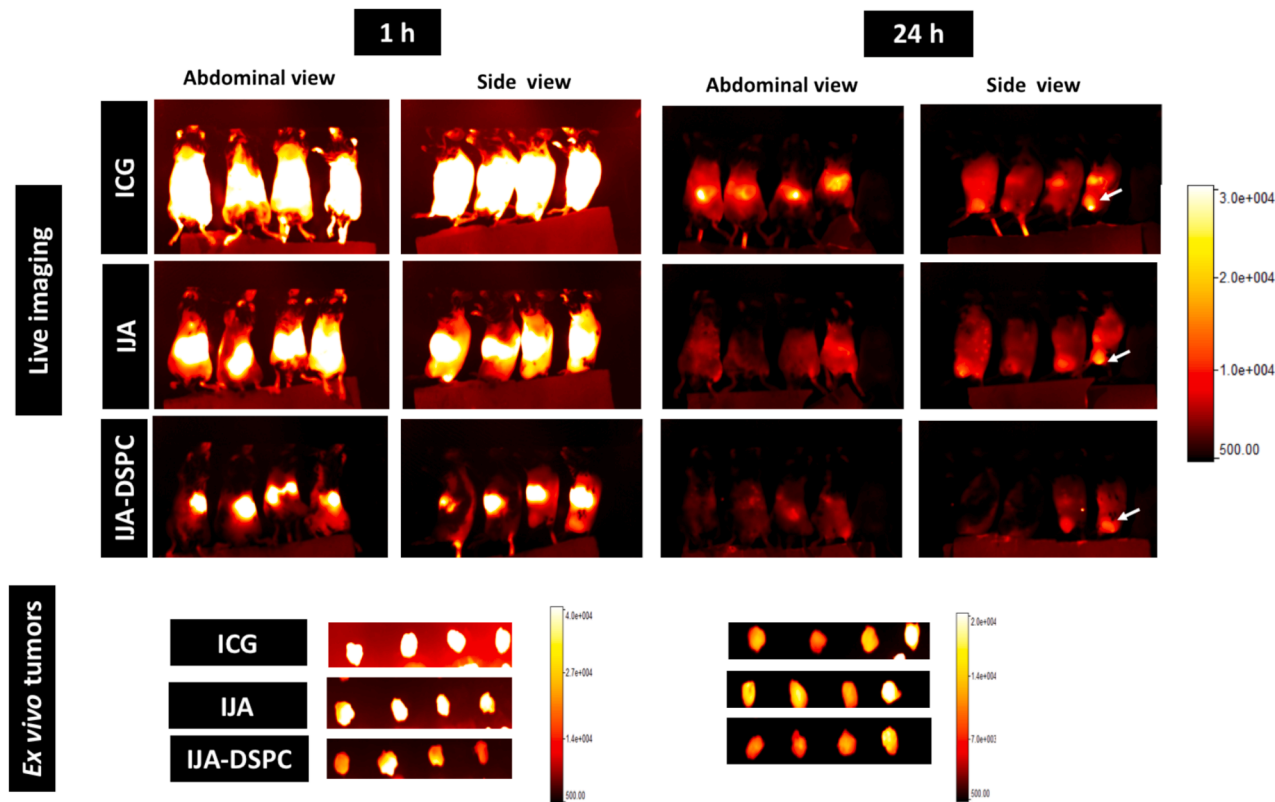 1 h
24 h
Abdominal view
Side view
Abdominal view
Side view
Live imaging
ICG
IJA
IJA-DSPC
3.0e+004
2.0e+004
1.0e+004
500.00
Ex vivo tumors
ICG
IJA
IJA-DSPC
4.0e+004
2.7e+004
1.4e+004
500.00
2.0e+004
1.4e+004
7.0e+003
500.00